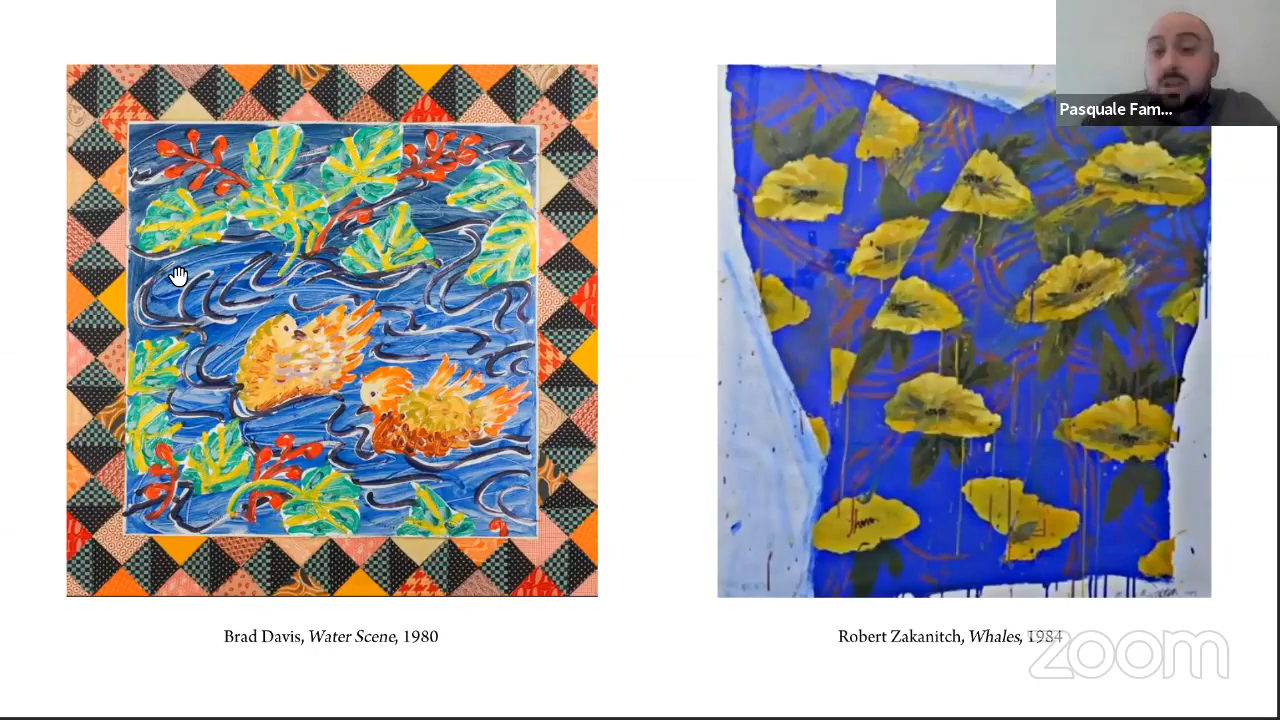 Pasquale Fam...
Brad Davis, Water Scene, 1980
Robert Zakanitch, Whales, 1984
zoom